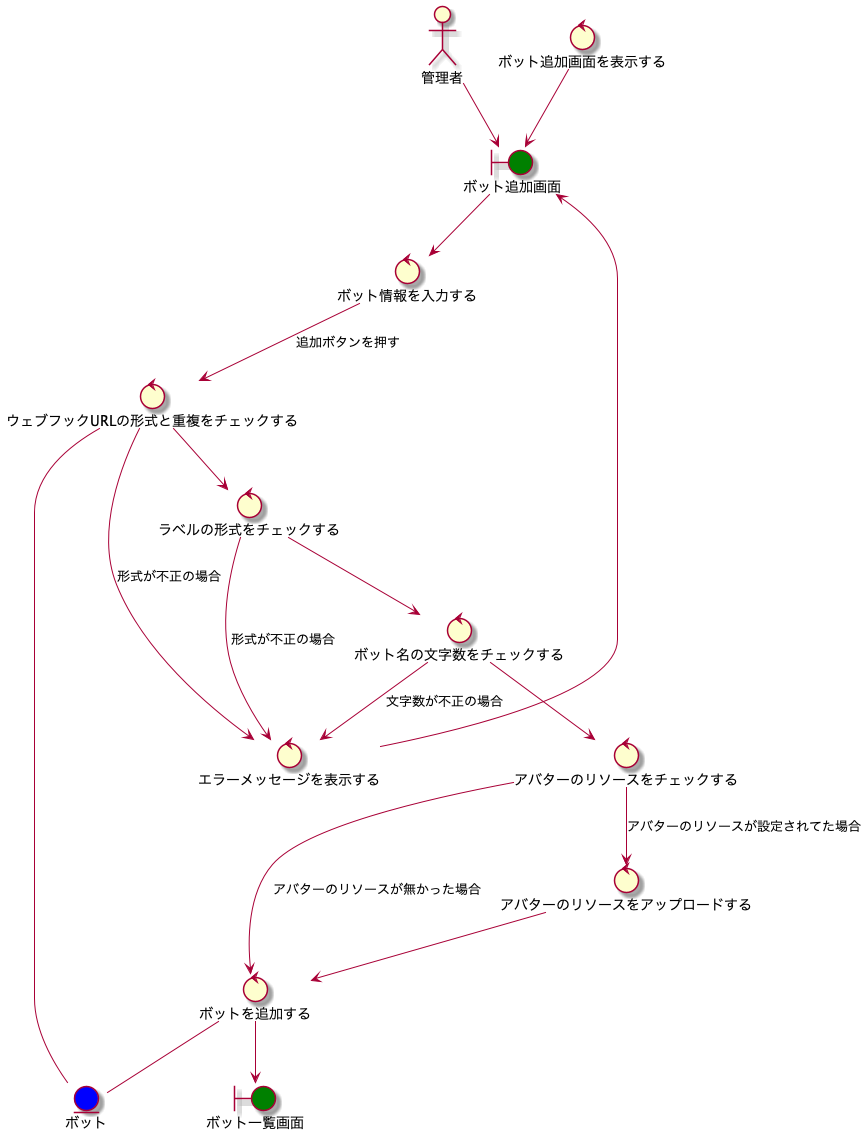 管理者
ボット追加画面を表示する
ボット追加画面
ボット情報を入力する
追加ボタンを押す
ウェブフックURLの形式と重複をチェックする
ラベルの形式をチェックする
形式が不正の場合
形式が不正の場合
ボット名の文字数をチェックする
文字数が不正の場合
エラーメッセージを表示する
アバターのリソースをチェックする
アバターのリソースが設定されてた場合
アバターのリソースが無かった場合
アバターのリソースをアップロードする
ボットを追加する
ボット
ボット一覧画面